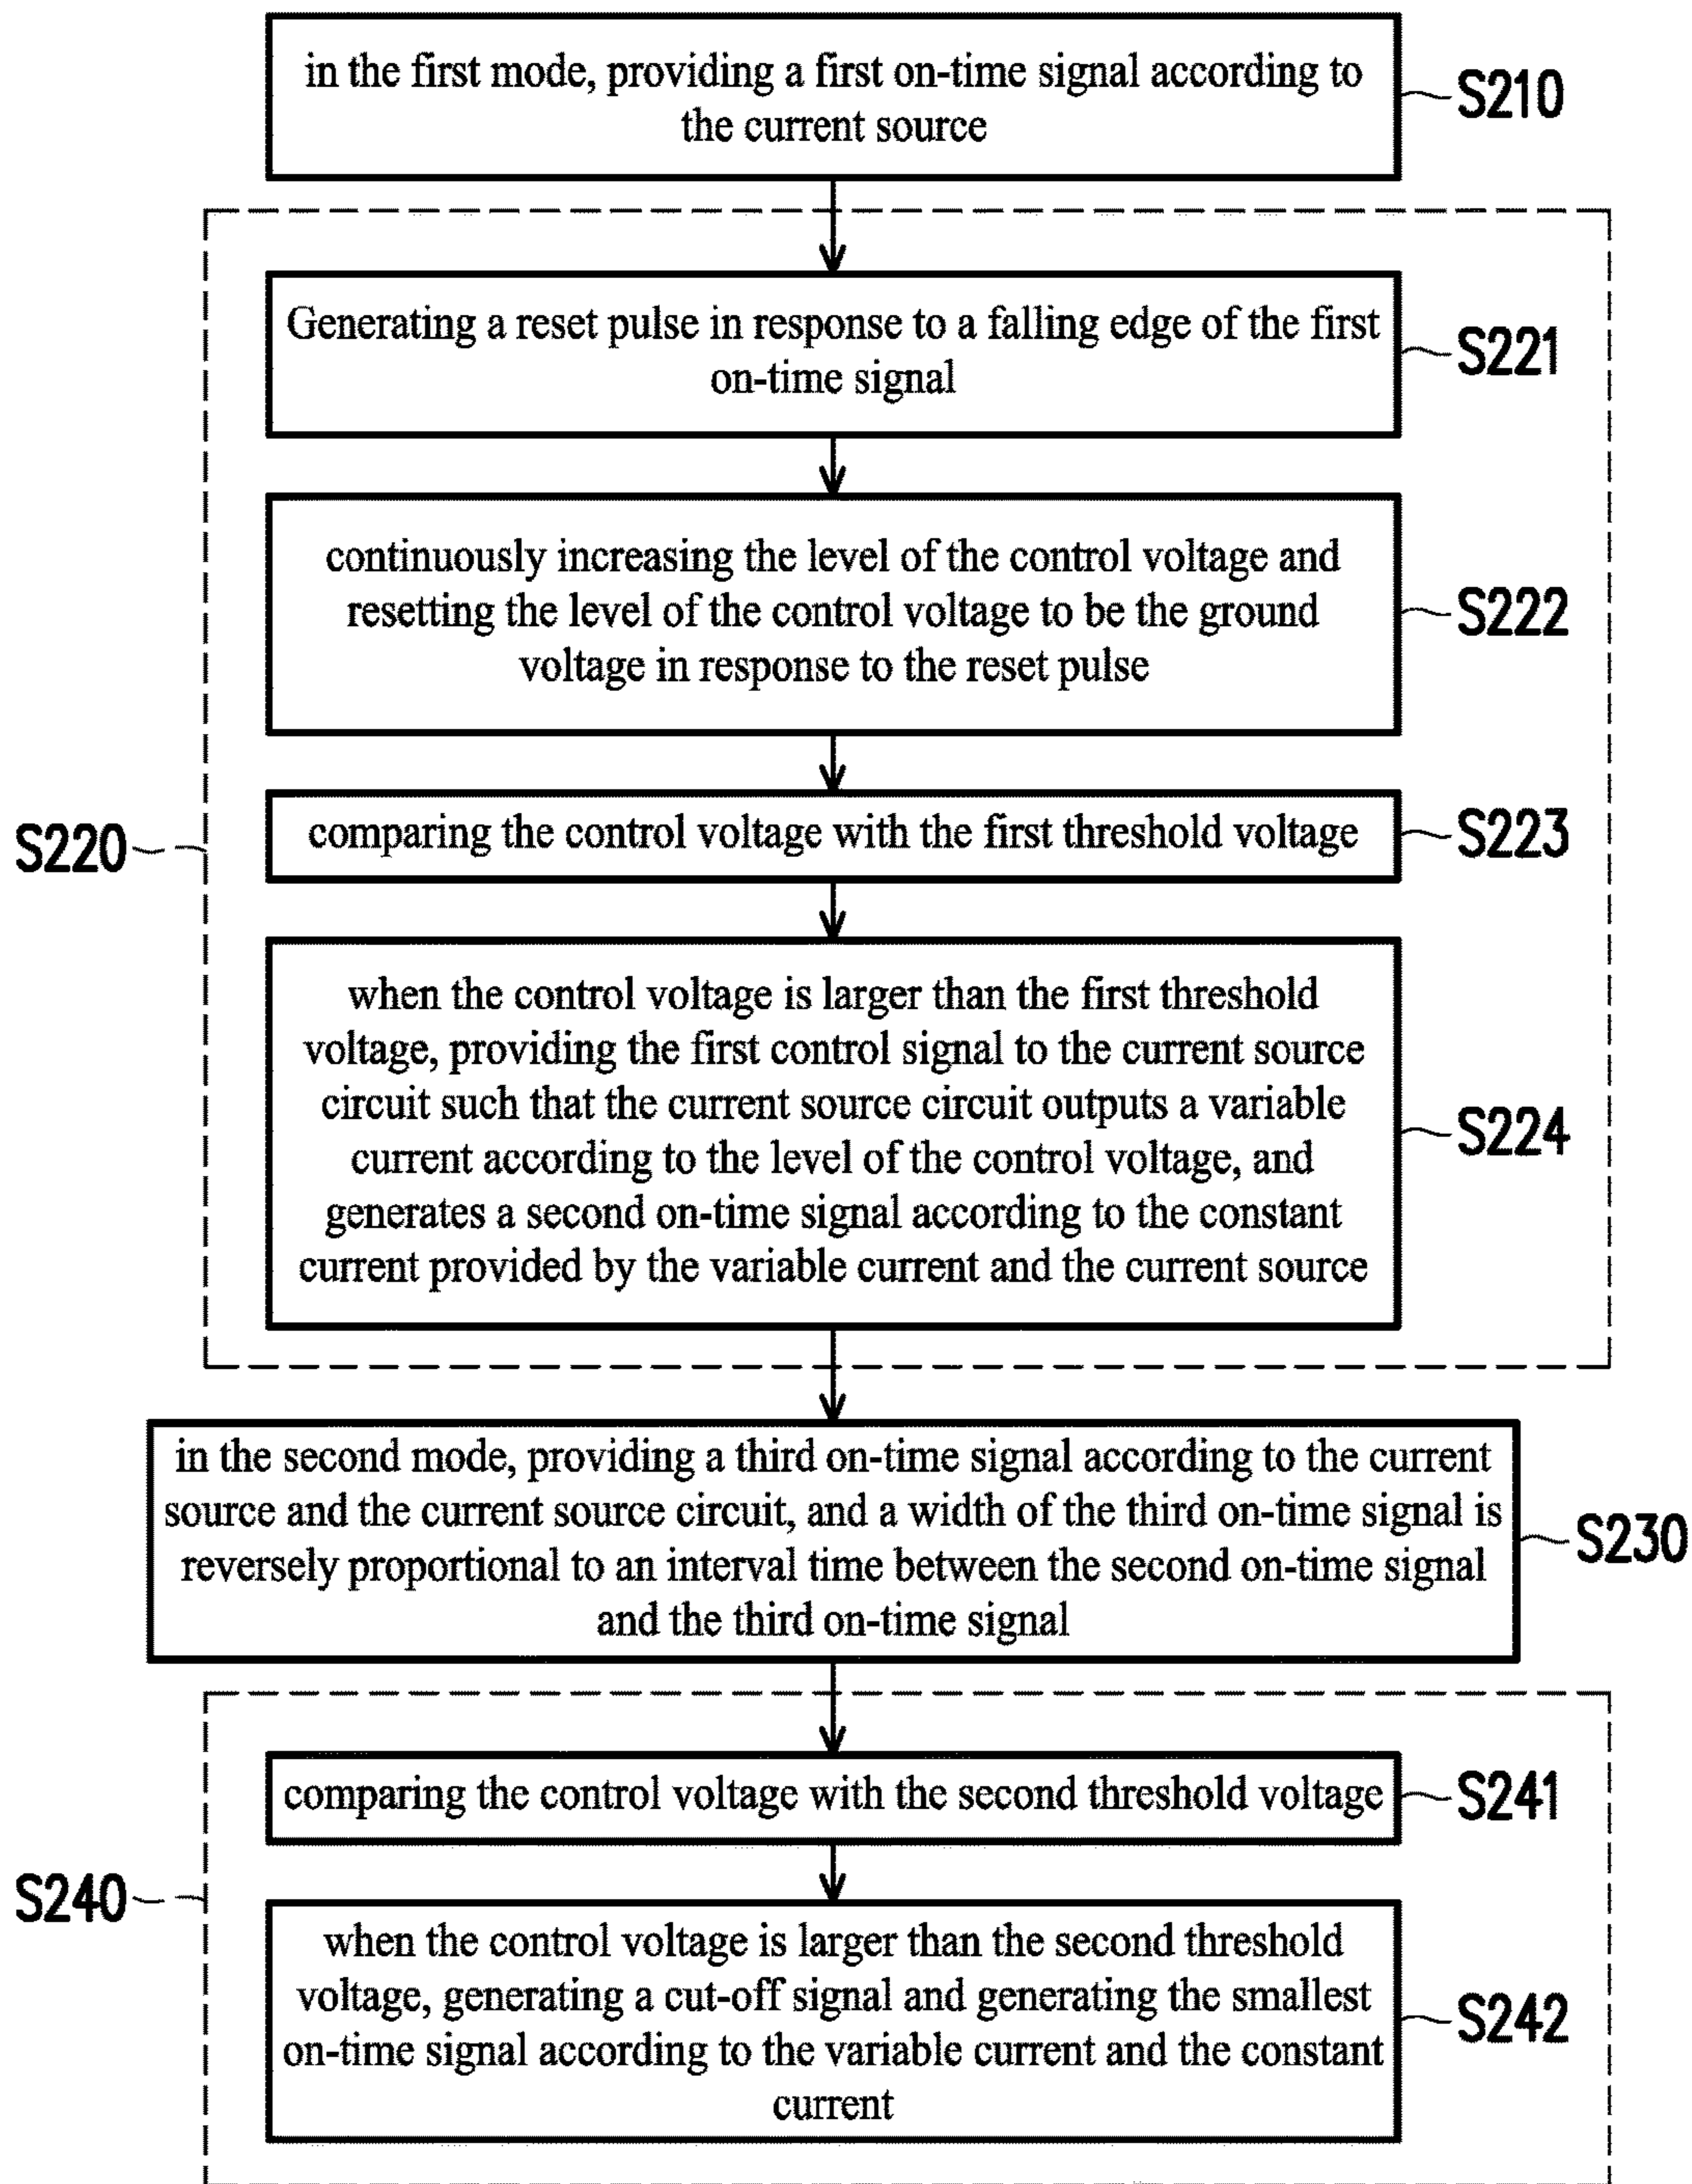 in the first mode, providing a first on-time signal according to
the current source
S210
Generating a reset pulse in response to a falling edge of the first
on-time signal
S221
continuously increasing the level of the control voltage and
resetting the level of the control voltage to be the ground
voltage in response to the reset pulse
S222
S220
comparing the control voltage with the first threshold voltage
S223
when the control voltage is larger than the first threshold
voltage, providing the first control signal to the current source
circuit such that the current source circuit outputs a variable
current according to the level of the control voltage, and
generates a second on-time signal according to the constant
current provided by the variable current and the current source
S224
in the second mode, providing a third on-time signal according to the current
source and the current source circuit, and a width of the third on-time signal is
reversely proportional to an interval time between the second on-time signal
and the third on-time signal
S230
comparing the control voltage with the second threshold voltage
S241
S240
when the control voltage is larger than the second threshold
voltage, generating a cut-off signal and generating the smallest
on-time signal according to the variable current and the constant
current
S242